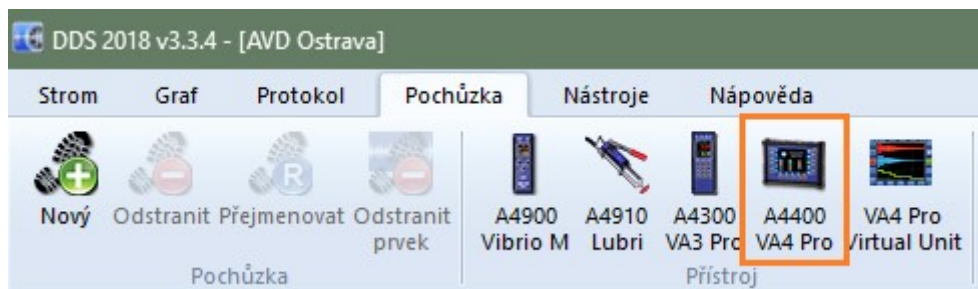 DDS 2018 v3.3.4 - [AVD Ostrava]
Strom Graf Protokol Pochůzka Nástroje Nápověda
R
Nový Odstranit Přejmenovat Odstranit A4900 A4910 A4300 A4400 VA4 Pro
prvek Vibrio M Lubri VA3 Pro VA4 Pro Virtual Unit
Pochůzka Přístroj